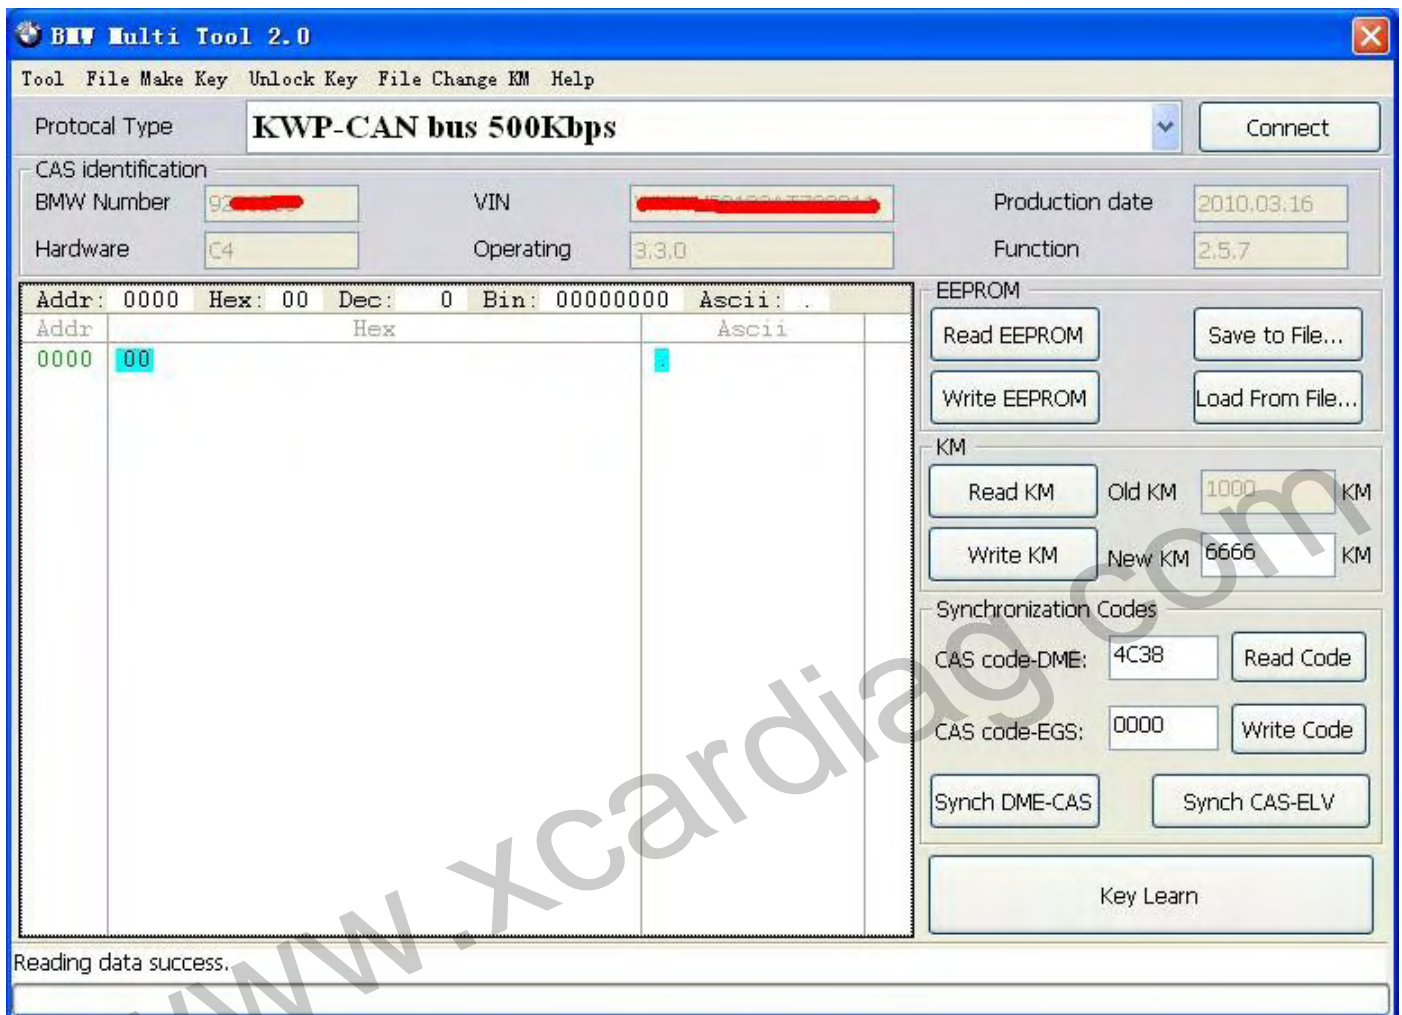 BMW Multi Tool 2.0
Tool File Make Key Unlock Key File Change KM Help
Protocal Type KWP-CAN bus 500Kbps Connect
CAS identification
BMW Number VIN Production date 2010.03.16
Hardware C4 Operating 3.3.0 Function 2.5.7
Addr: 0000 Hex: 00 Dec: 0 Bin: 00000000 Ascii: .
Addr Hex Ascii
0000 00 .
EEPROM
Read EEPROM Save to File...
Write EEPROM Load From File...
KM
Read KM Old KM 1000 KM
Write KM New KM 6666 KM
Synchronization Codes
CAS code-DME: 4C38 Read Code
CAS code-EGS: 0000 Write Code
Synch DME-CAS Synch CAS-ELV
Key Learn
Reading data success.
www.xcardiag.com